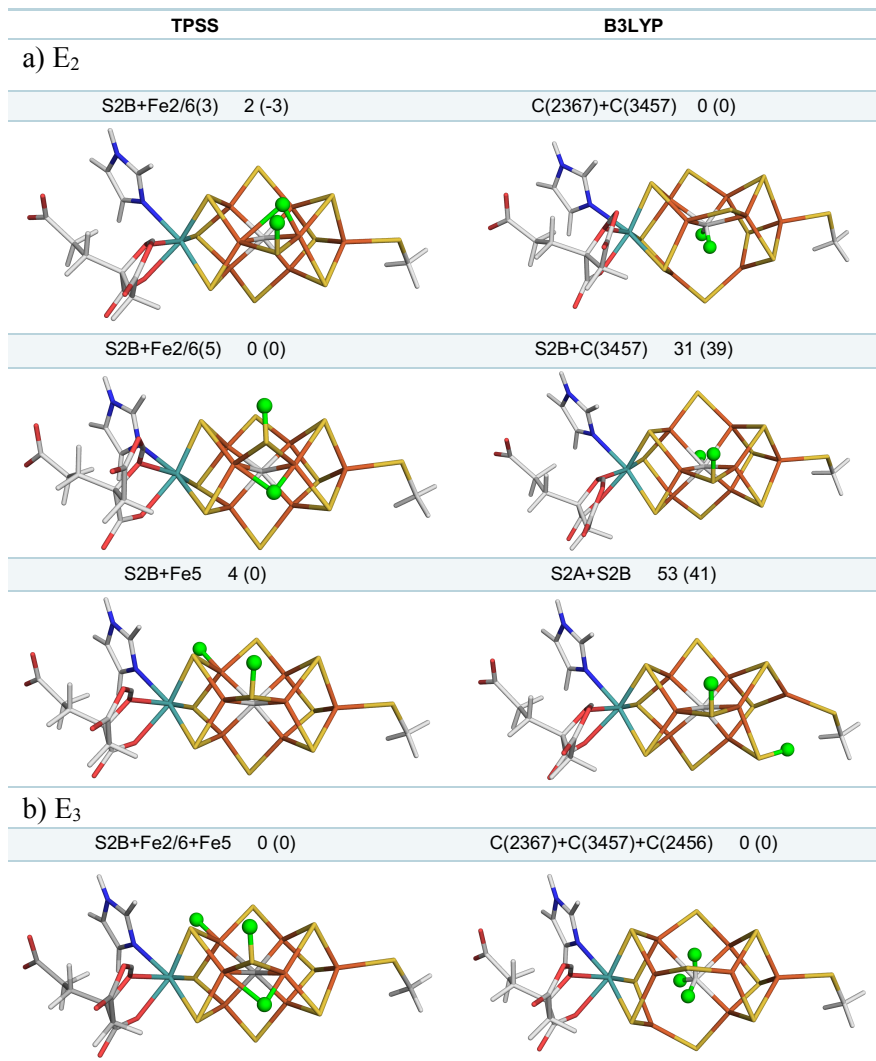 TPSS B3LYP
a) E₂
S2B+Fe2/6(3) 2 (-3) C(2367)+C(3457) 0 (0)
S2B+Fe2/6(5) 0 (0) S2B+C(3457) 31 (39)
S2B+Fe5 4 (0) S2A+S2B 53 (41)
b) E₃
S2B+Fe2/6+Fe5 0 (0) C(2367)+C(3457)+C(2456) 0 (0)